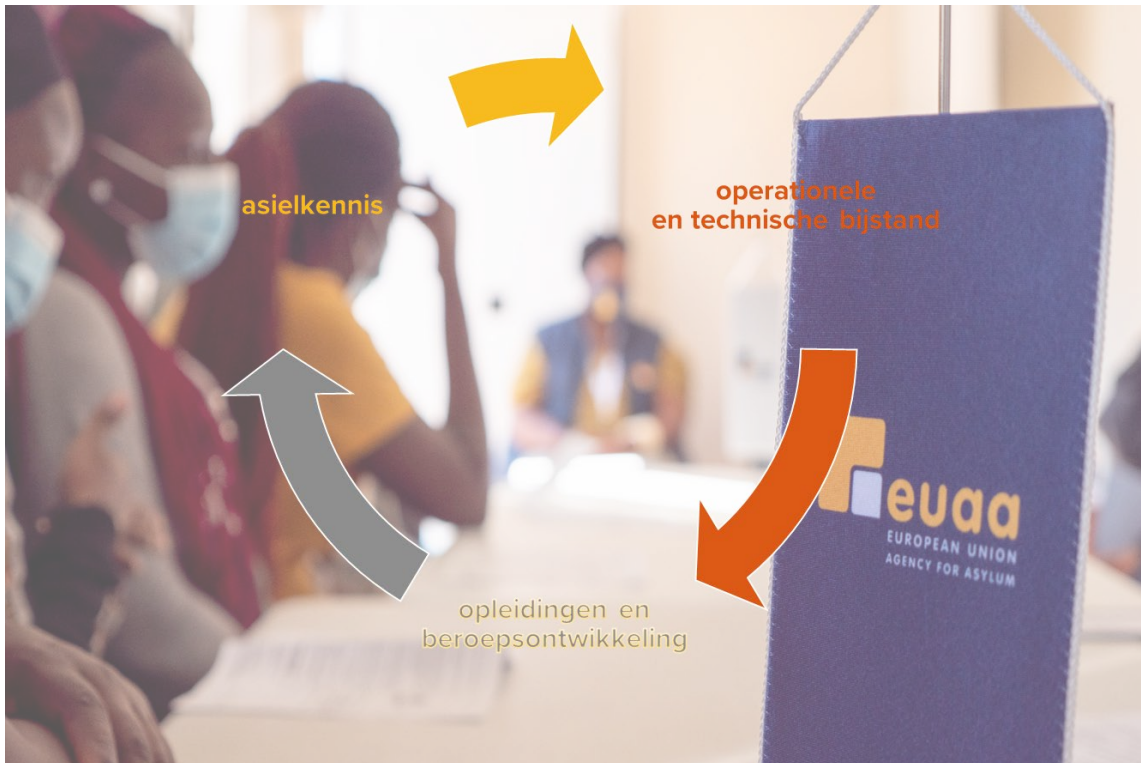 asielkennis
operationele
en technische bijstand
euaa
EUROPEAN UNION
AGENCY FOR ASYLUM
opleidingen en
beroepsontwikkeling